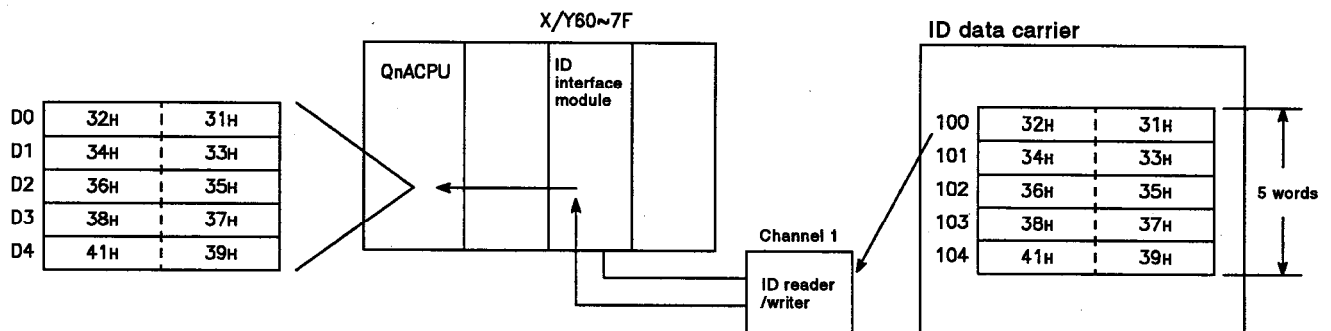 X/Y60~7F
ID data carrier
QnACPU
ID
interface
module
D0 32H 31H
D1 34H 33H
D2 36H 35H
D3 38H 37H
D4 41H 39H
100 32H 31H
101 34H 33H
102 36H 35H
103 38H 37H
104 41H 39H
5 words
Channel 1
ID reader
/writer